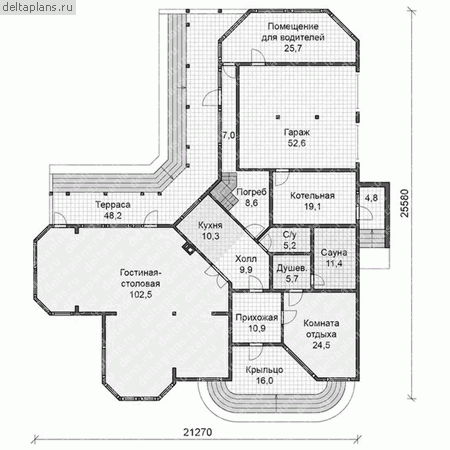 deltaplans.ru
Помещение
для водителей
25,7
Гараж
52,6
7,0
Погреб
8,6
Котельная
19,1
4,8
Терраса
48,2
Кухня
10,3
С/у
5,2
Сауна
11,4
Холл
9,9
Душев.
5,7
Гостиная-
столовая
102,5
Прихожая
10,9
Комната
отдыха
24,5
Крыльцо
16,0
25580
21270